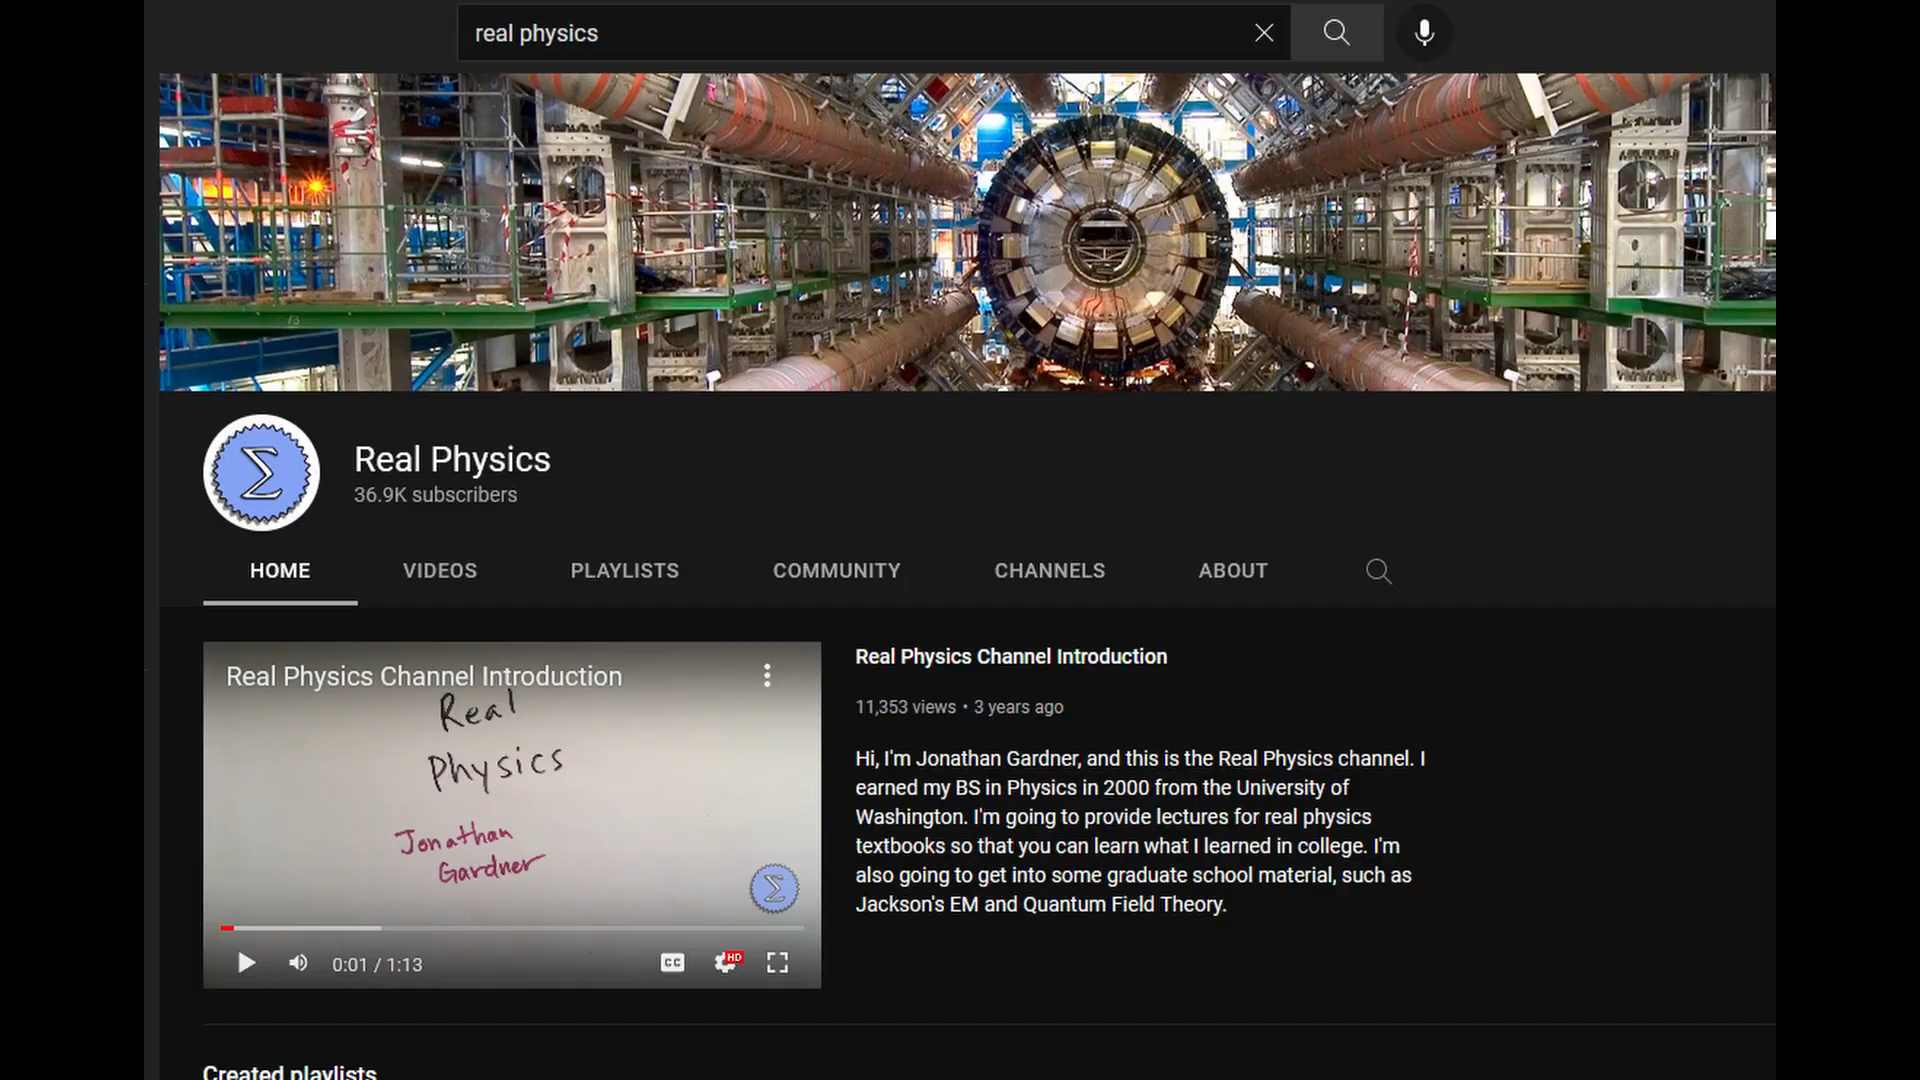 real physics
Real Physics
36.9K subscribers
HOME VIDEOS PLAYLISTS COMMUNITY CHANNELS ABOUT
Real Physics Channel Introduction
Real
Physics
Jonathan
Gardner
Σ
0:01 / 1:13
CC
HD
Real Physics Channel Introduction
11,353 views • 3 years ago
Hi, I'm Jonathan Gardner, and this is the Real Physics channel. I
earned my BS in Physics in 2000 from the University of
Washington. I'm going to provide lectures for real physics
textbooks so that you can learn what I learned in college. I'm
also going to get into some graduate school material, such as
Jackson's EM and Quantum Field Theory.
Created playlists